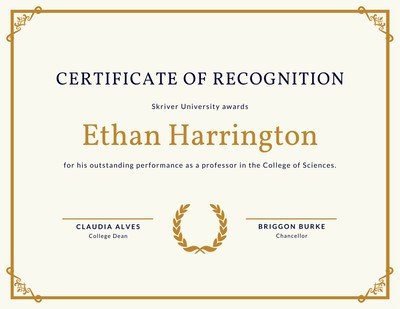 CERTIFICATE OF RECOGNITION
Skriver University awards
Ethan Harrington
for his outstanding performance as a professor in the College of Sciences.
CLAUDIA ALVES
College Dean
BRIGGON BURKE
Chancellor